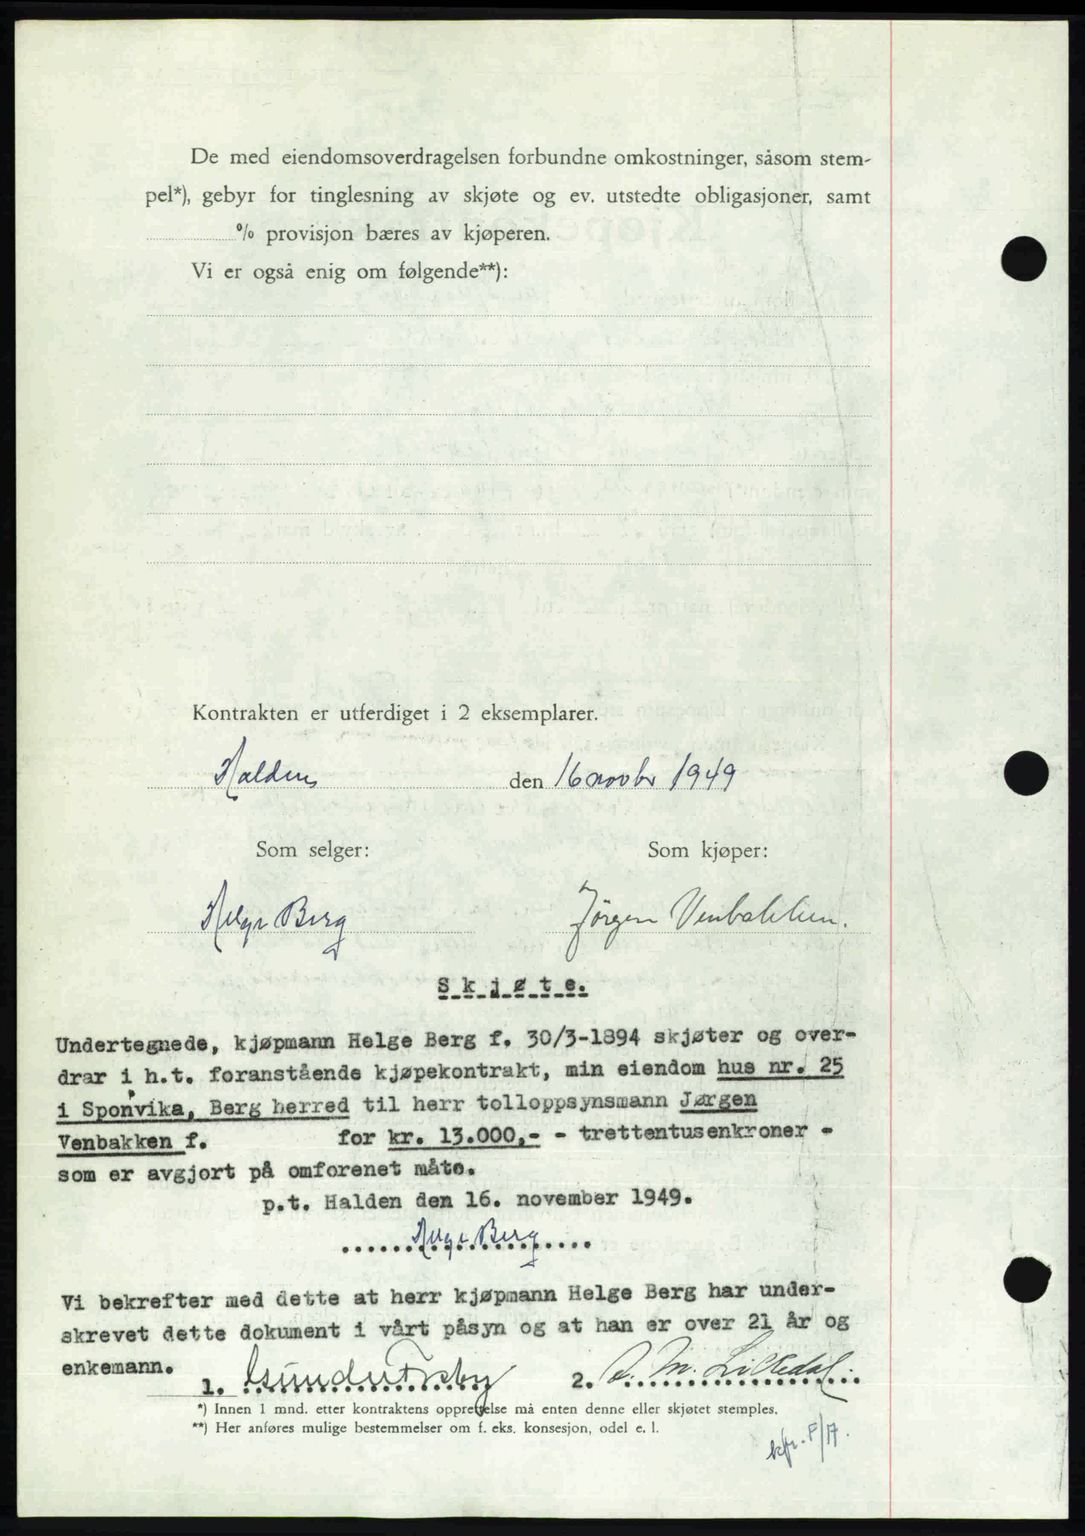 De med eiendomsoverdragelsen forbundne omkostninger, såsom stem-
pel*), gebyr for tinglesning av skjøte og ev. utstedte obligasjoner, samt
% provisjon bæres av kjøperen.
Vi er også enig om følgende**):
Kontrakten er utferdiget i 2 eksemplarer.
Halden den 16 novbr 1949
Som selger: Som kjøper:
Helge Berg Jörgen Venbakken.
Skjøte.
Undertegnede, kjøpmann Helge Berg f. 30/3-1894 skjøter og over-
drar i h.t. foranstående kjøpekontrakt, min eiendom hus nr. 25
i Sponvika, Berg herred til herr tolloppsynsmann Jørgen
Venbakken f. for kr. 13.000,- - trettentusenkroner -
som er avgjort på omforenet måte.
p.t. Halden den 16. november 1949.
Helge Berg
Vi bekrefter med dette at herr kjøpmann Helge Berg har under-
skrevet dette dokument i vårt påsyn og at han er over 21 år og
enkemann.
1. 2.
*) Innen 1 mnd. etter kontraktens opprettelse må enten denne eller skjøtet stemples.
**) Her anføres mulige bestemmelser om f. eks. konsesjon, odel e. l.